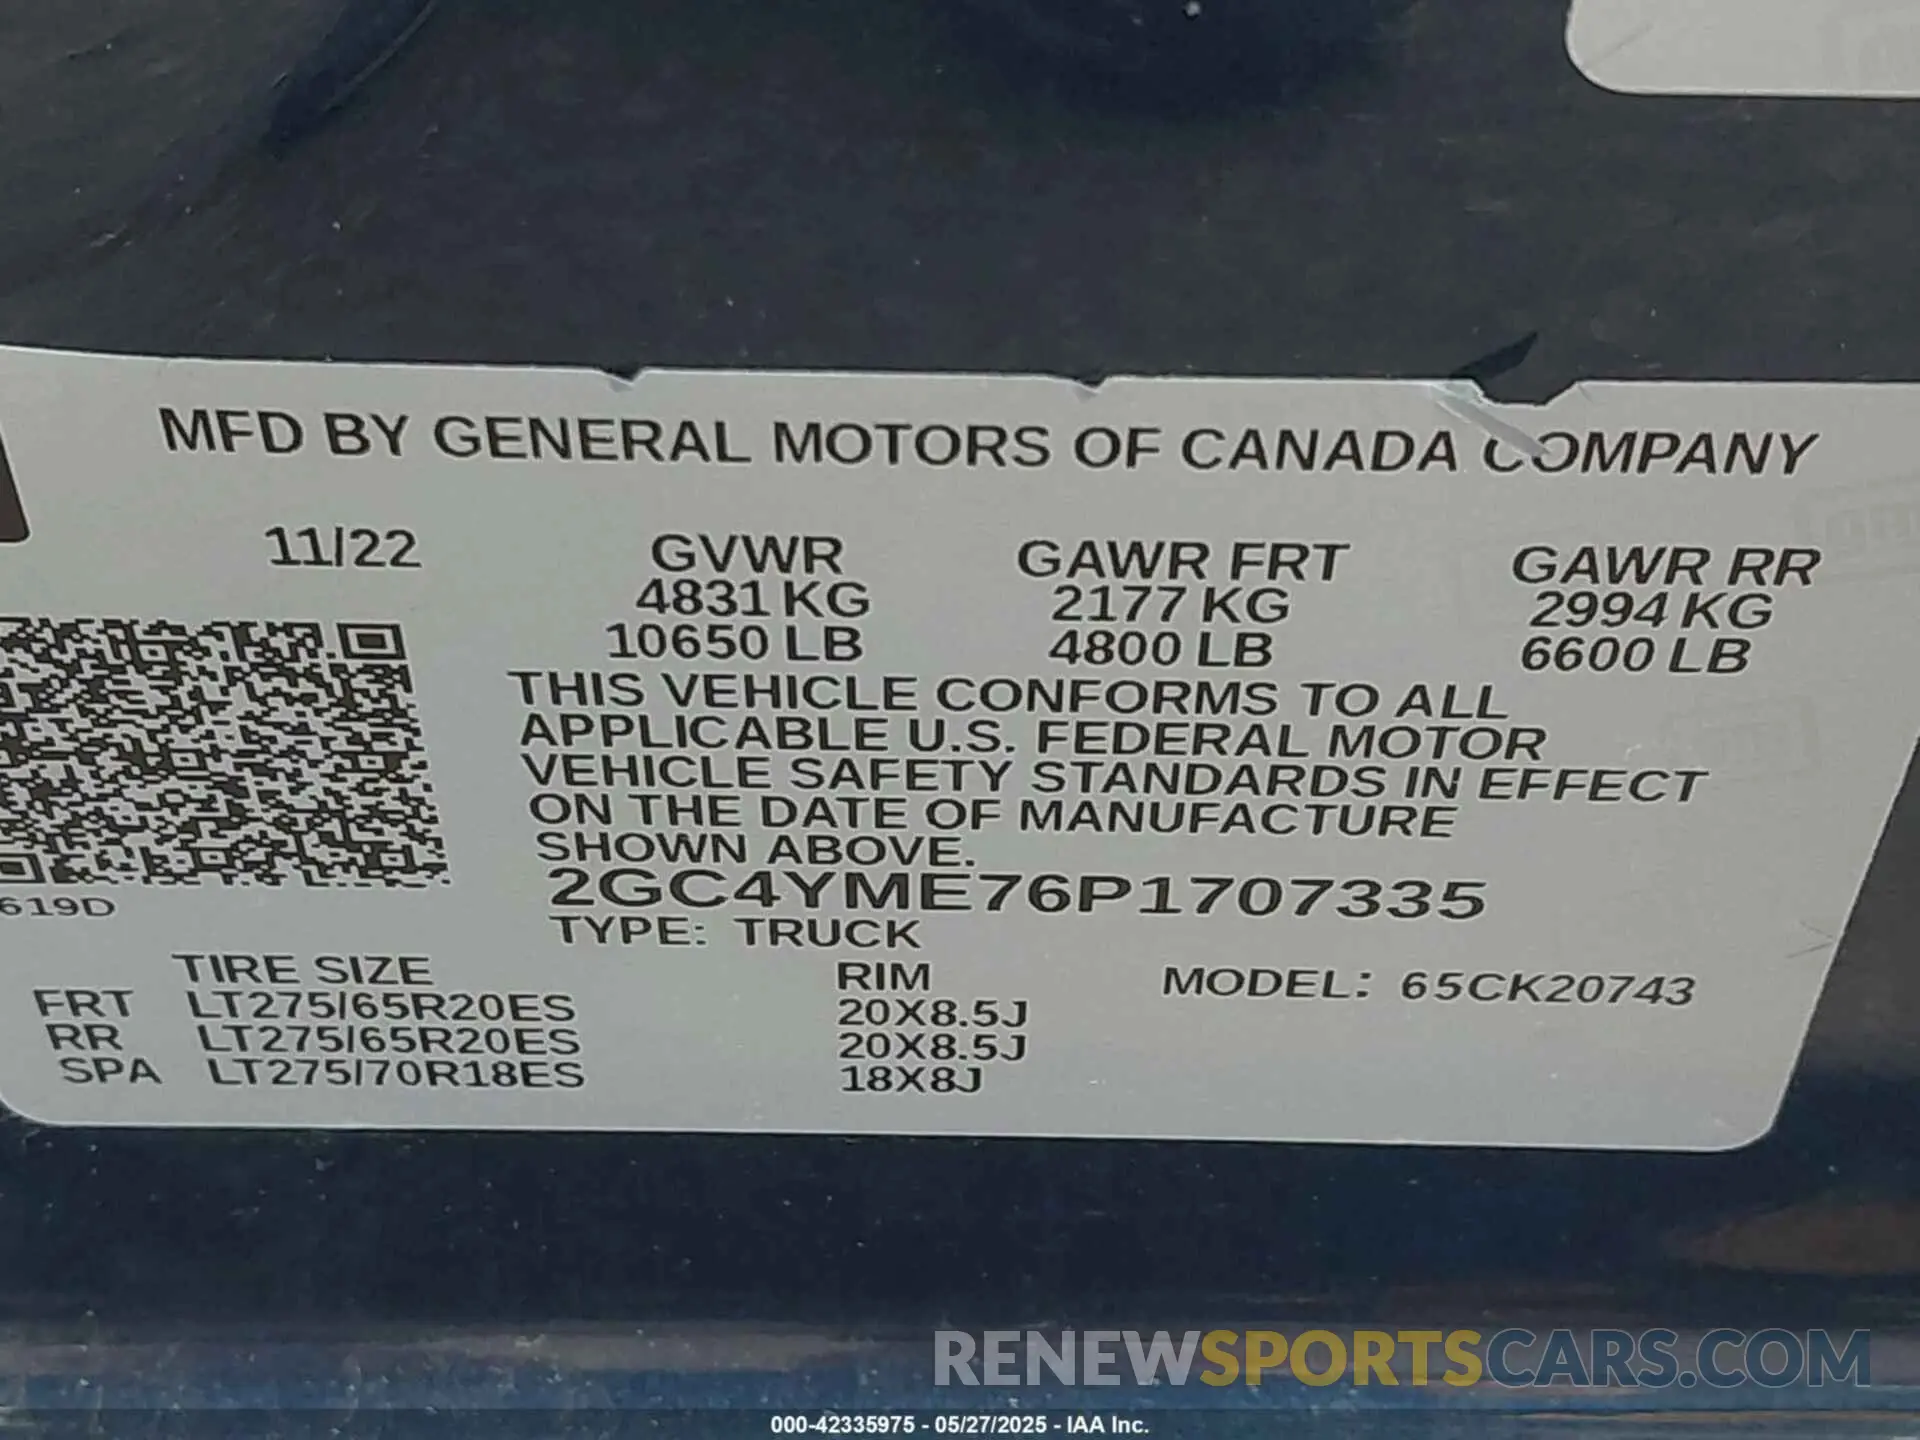 MFD BY GENERAL MOTORS OF CANADA COMPANY
11/22 GVWR GAWR FRT GAWR RR
4831 KG 2177 KG 2994 KG
10650 LB 4800 LB 6600 LB
THIS VEHICLE CONFORMS TO ALL
APPLICABLE U.S. FEDERAL MOTOR
VEHICLE SAFETY STANDARDS IN EFFECT
ON THE DATE OF MANUFACTURE
SHOWN ABOVE.
2GC4YME76P1707335
619D
TYPE: TRUCK
TIRE SIZE RIM MODEL: 65CK20743
FRT LT275/65R20ES 20X8.5J
RR LT275/65R20ES 20X8.5J
SPA LT275/70R18ES 18X8J
RENEWSPORTSCARS.COM
000-42335975 - 05/27/2025 - IAA Inc.